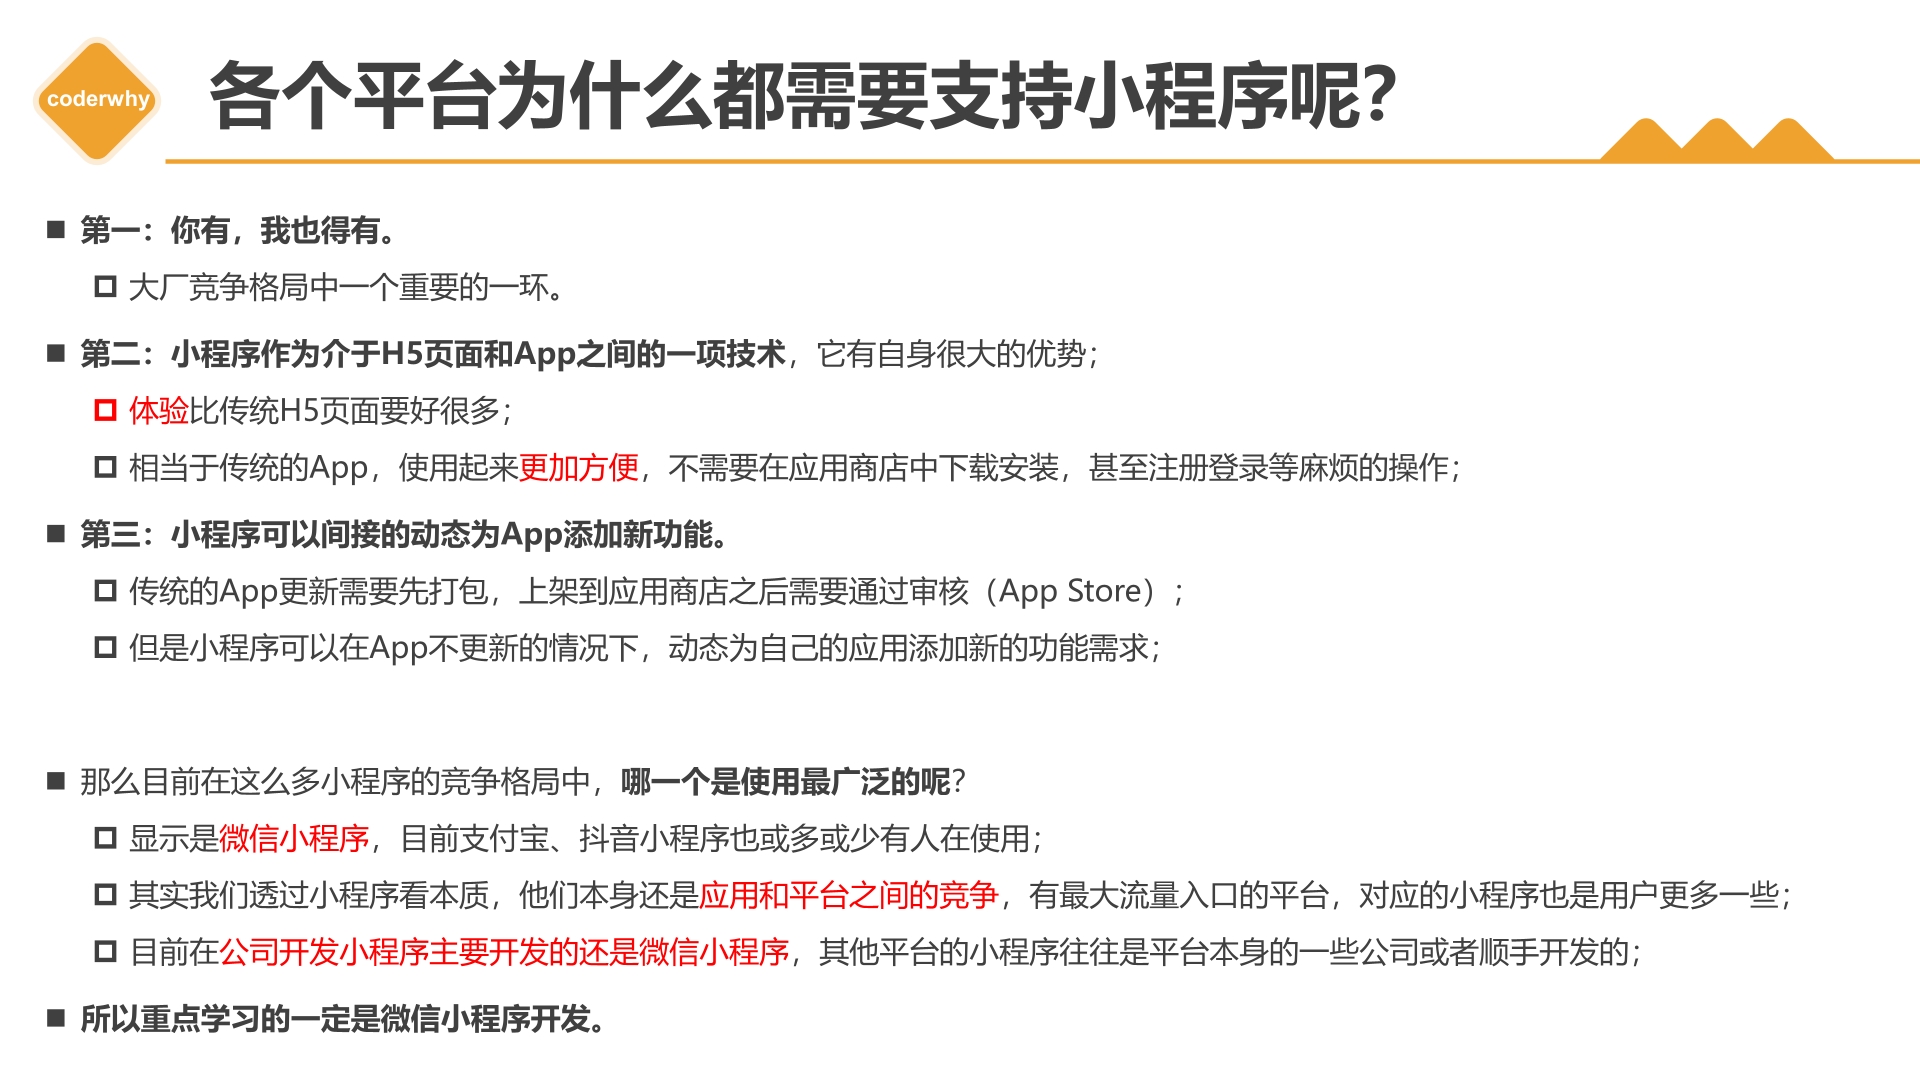 coderwhy
各个平台为什么都需要支持小程序呢？
第一：你有，我也得有。
大厂竞争格局中一个重要的一环。
第二：小程序作为介于H5页面和App之间的一项技术，它有自身很大的优势；
体验比传统H5页面要好很多；
相当于传统的App，使用起来更加方便，不需要在应用商店中下载安装，甚至注册登录等麻烦的操作；
第三：小程序可以间接的动态为App添加新功能。
传统的App更新需要先打包，上架到应用商店之后需要通过审核（App Store）；
但是小程序可以在App不更新的情况下，动态为自己的应用添加新的功能需求；
那么目前在这么多小程序的竞争格局中，哪一个是使用最广泛的呢？
显示是微信小程序，目前支付宝、抖音小程序也或多或少有人在使用；
其实我们透过小程序看本质，他们本身还是应用和平台之间的竞争，有最大流量入口的平台，对应的小程序也是用户更多一些；
目前在公司开发小程序主要开发的还是微信小程序，其他平台的小程序往往是平台本身的一些公司或者顺手开发的；
所以重点学习的一定是微信小程序开发。